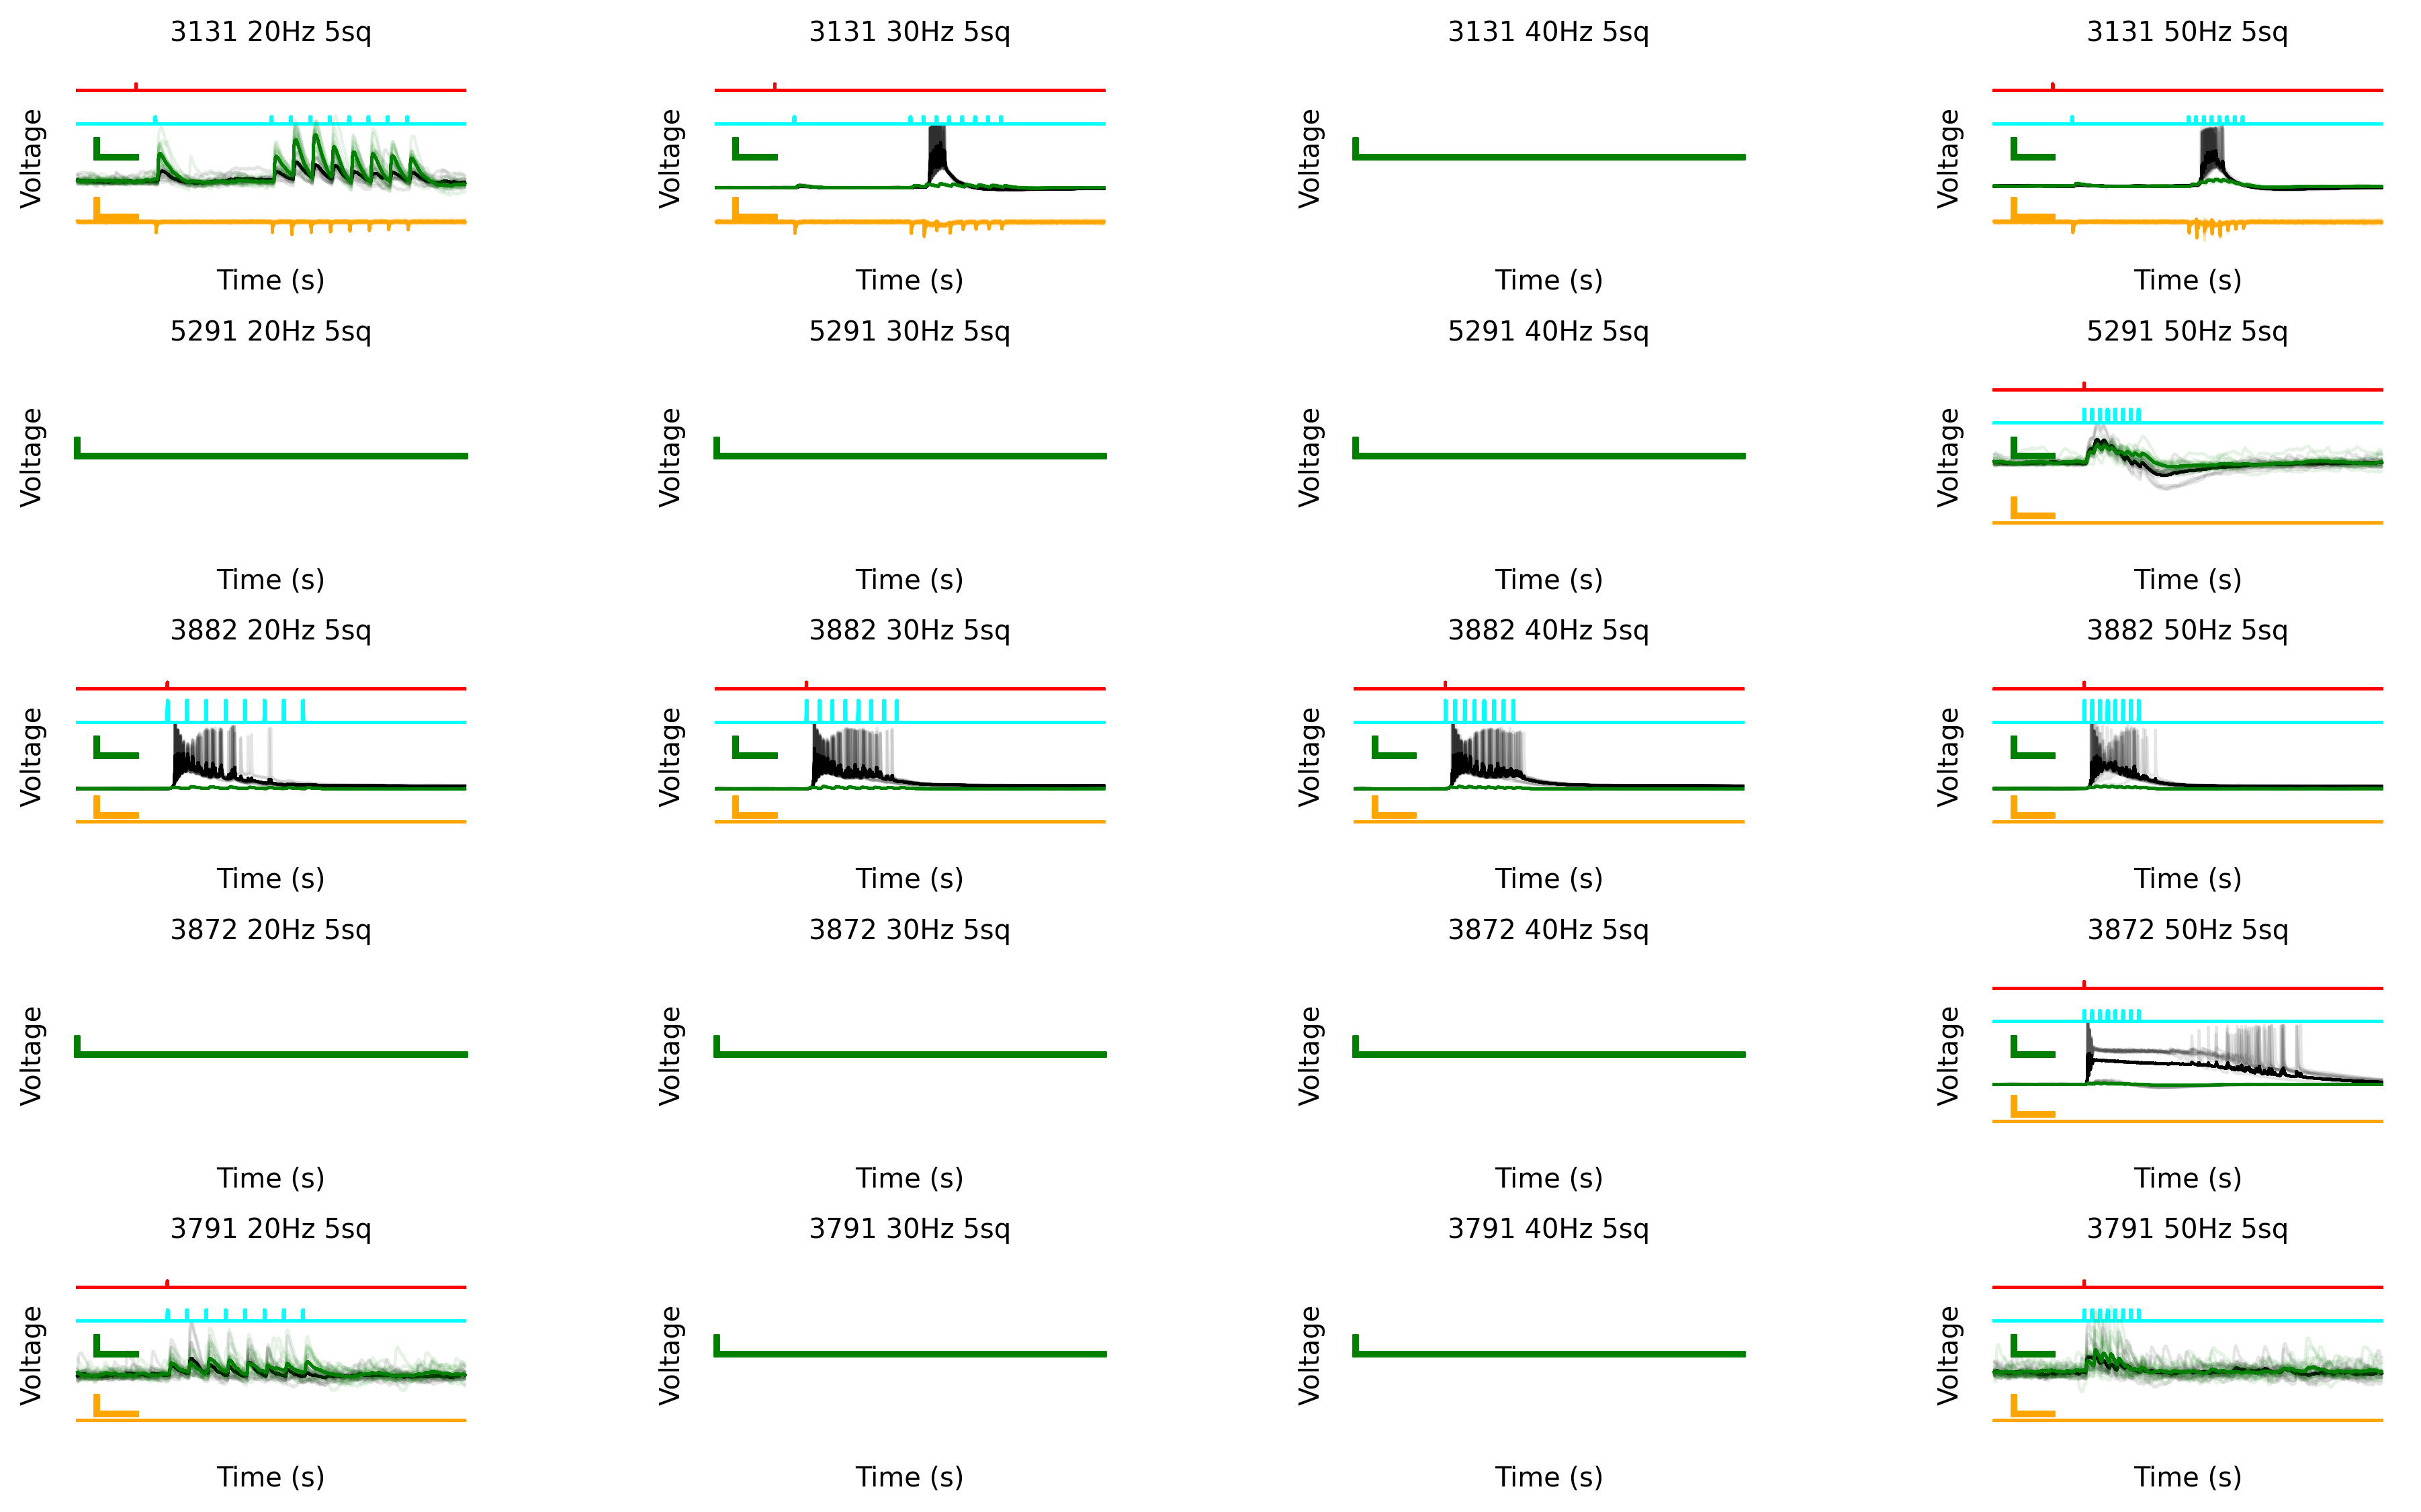 3131 20Hz 5sq
3131 30Hz 5sq
3131 40Hz 5sq
3131 50Hz 5sq
Voltage
Voltage
Voltage
Voltage
Time (s)
Time (s)
Time (s)
Time (s)
5291 20Hz 5sq
5291 30Hz 5sq
5291 40Hz 5sq
5291 50Hz 5sq
Voltage
Voltage
Voltage
Voltage
Time (s)
Time (s)
Time (s)
Time (s)
3882 20Hz 5sq
3882 30Hz 5sq
3882 40Hz 5sq
3882 50Hz 5sq
Voltage
Voltage
Voltage
Voltage
Time (s)
Time (s)
Time (s)
Time (s)
3872 20Hz 5sq
3872 30Hz 5sq
3872 40Hz 5sq
3872 50Hz 5sq
Voltage
Voltage
Voltage
Voltage
Time (s)
Time (s)
Time (s)
Time (s)
3791 20Hz 5sq
3791 30Hz 5sq
3791 40Hz 5sq
3791 50Hz 5sq
Voltage
Voltage
Voltage
Voltage
Time (s)
Time (s)
Time (s)
Time (s)